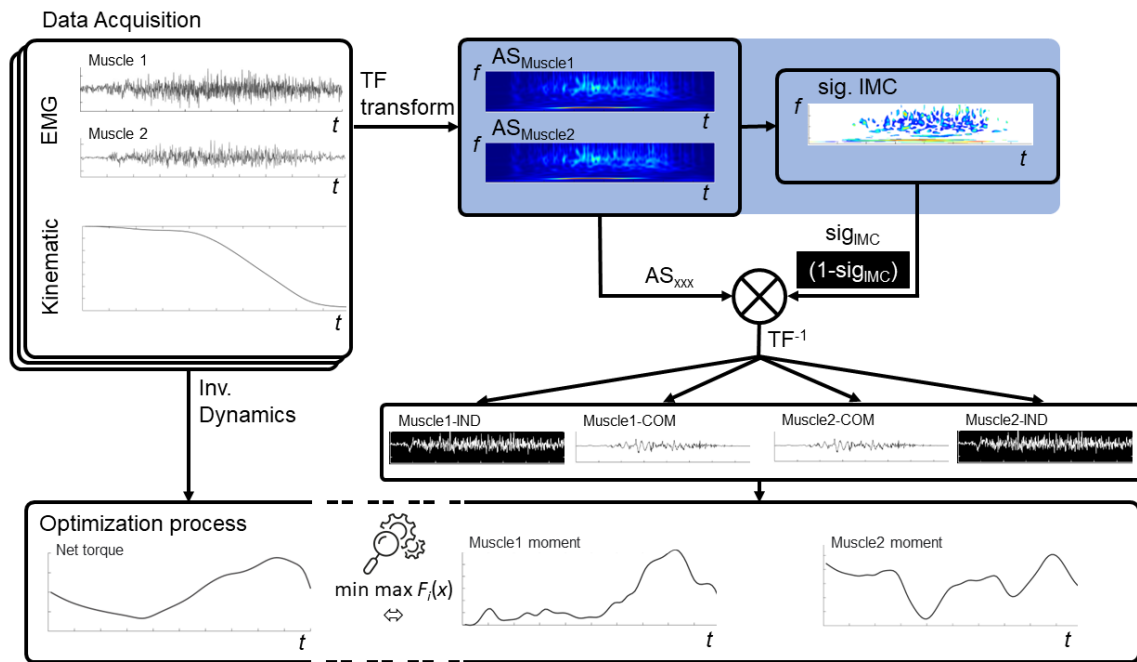 Data Acquisition
EMG
Muscle 1
t
Muscle 2
t
Kinematic
t
TF
transform
AS_Muscle1
f
t
AS_Muscle2
f
t
sig. IMC
f
t
sig_IMC
(1-sig_IMC)
AS_xxx
TF⁻¹
Inv.
Dynamics
Muscle1-IND
Muscle1-COM
Muscle2-COM
Muscle2-IND
Optimization process
Net torque
t
min max F_i(x)
⇔
Muscle1 moment
t
Muscle2 moment
t